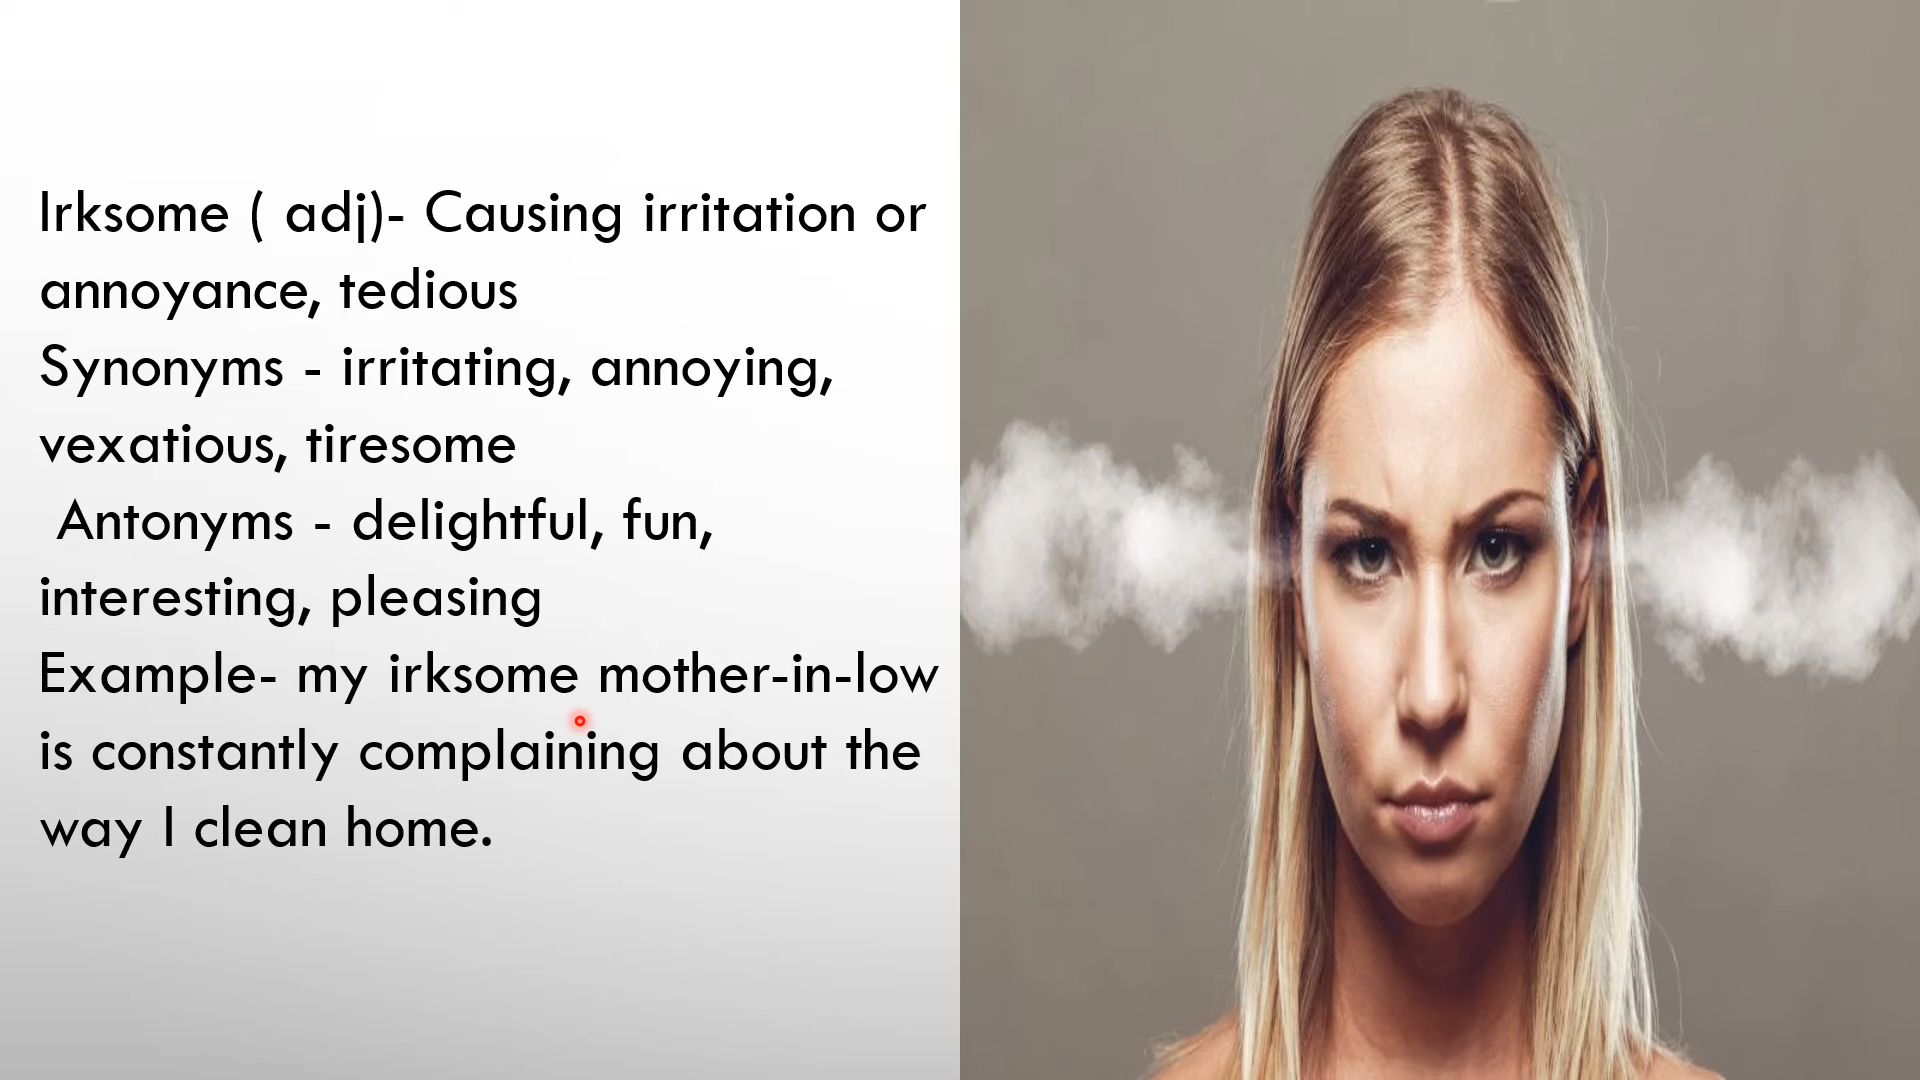 Irksome ( adj)- Causing irritation or
annoyance, tedious
Synonyms - irritating, annoying,
vexatious, tiresome
Antonyms - delightful, fun,
interesting, pleasing
Example- my irksome mother-in-low
is constantly complaining about the
way I clean home.